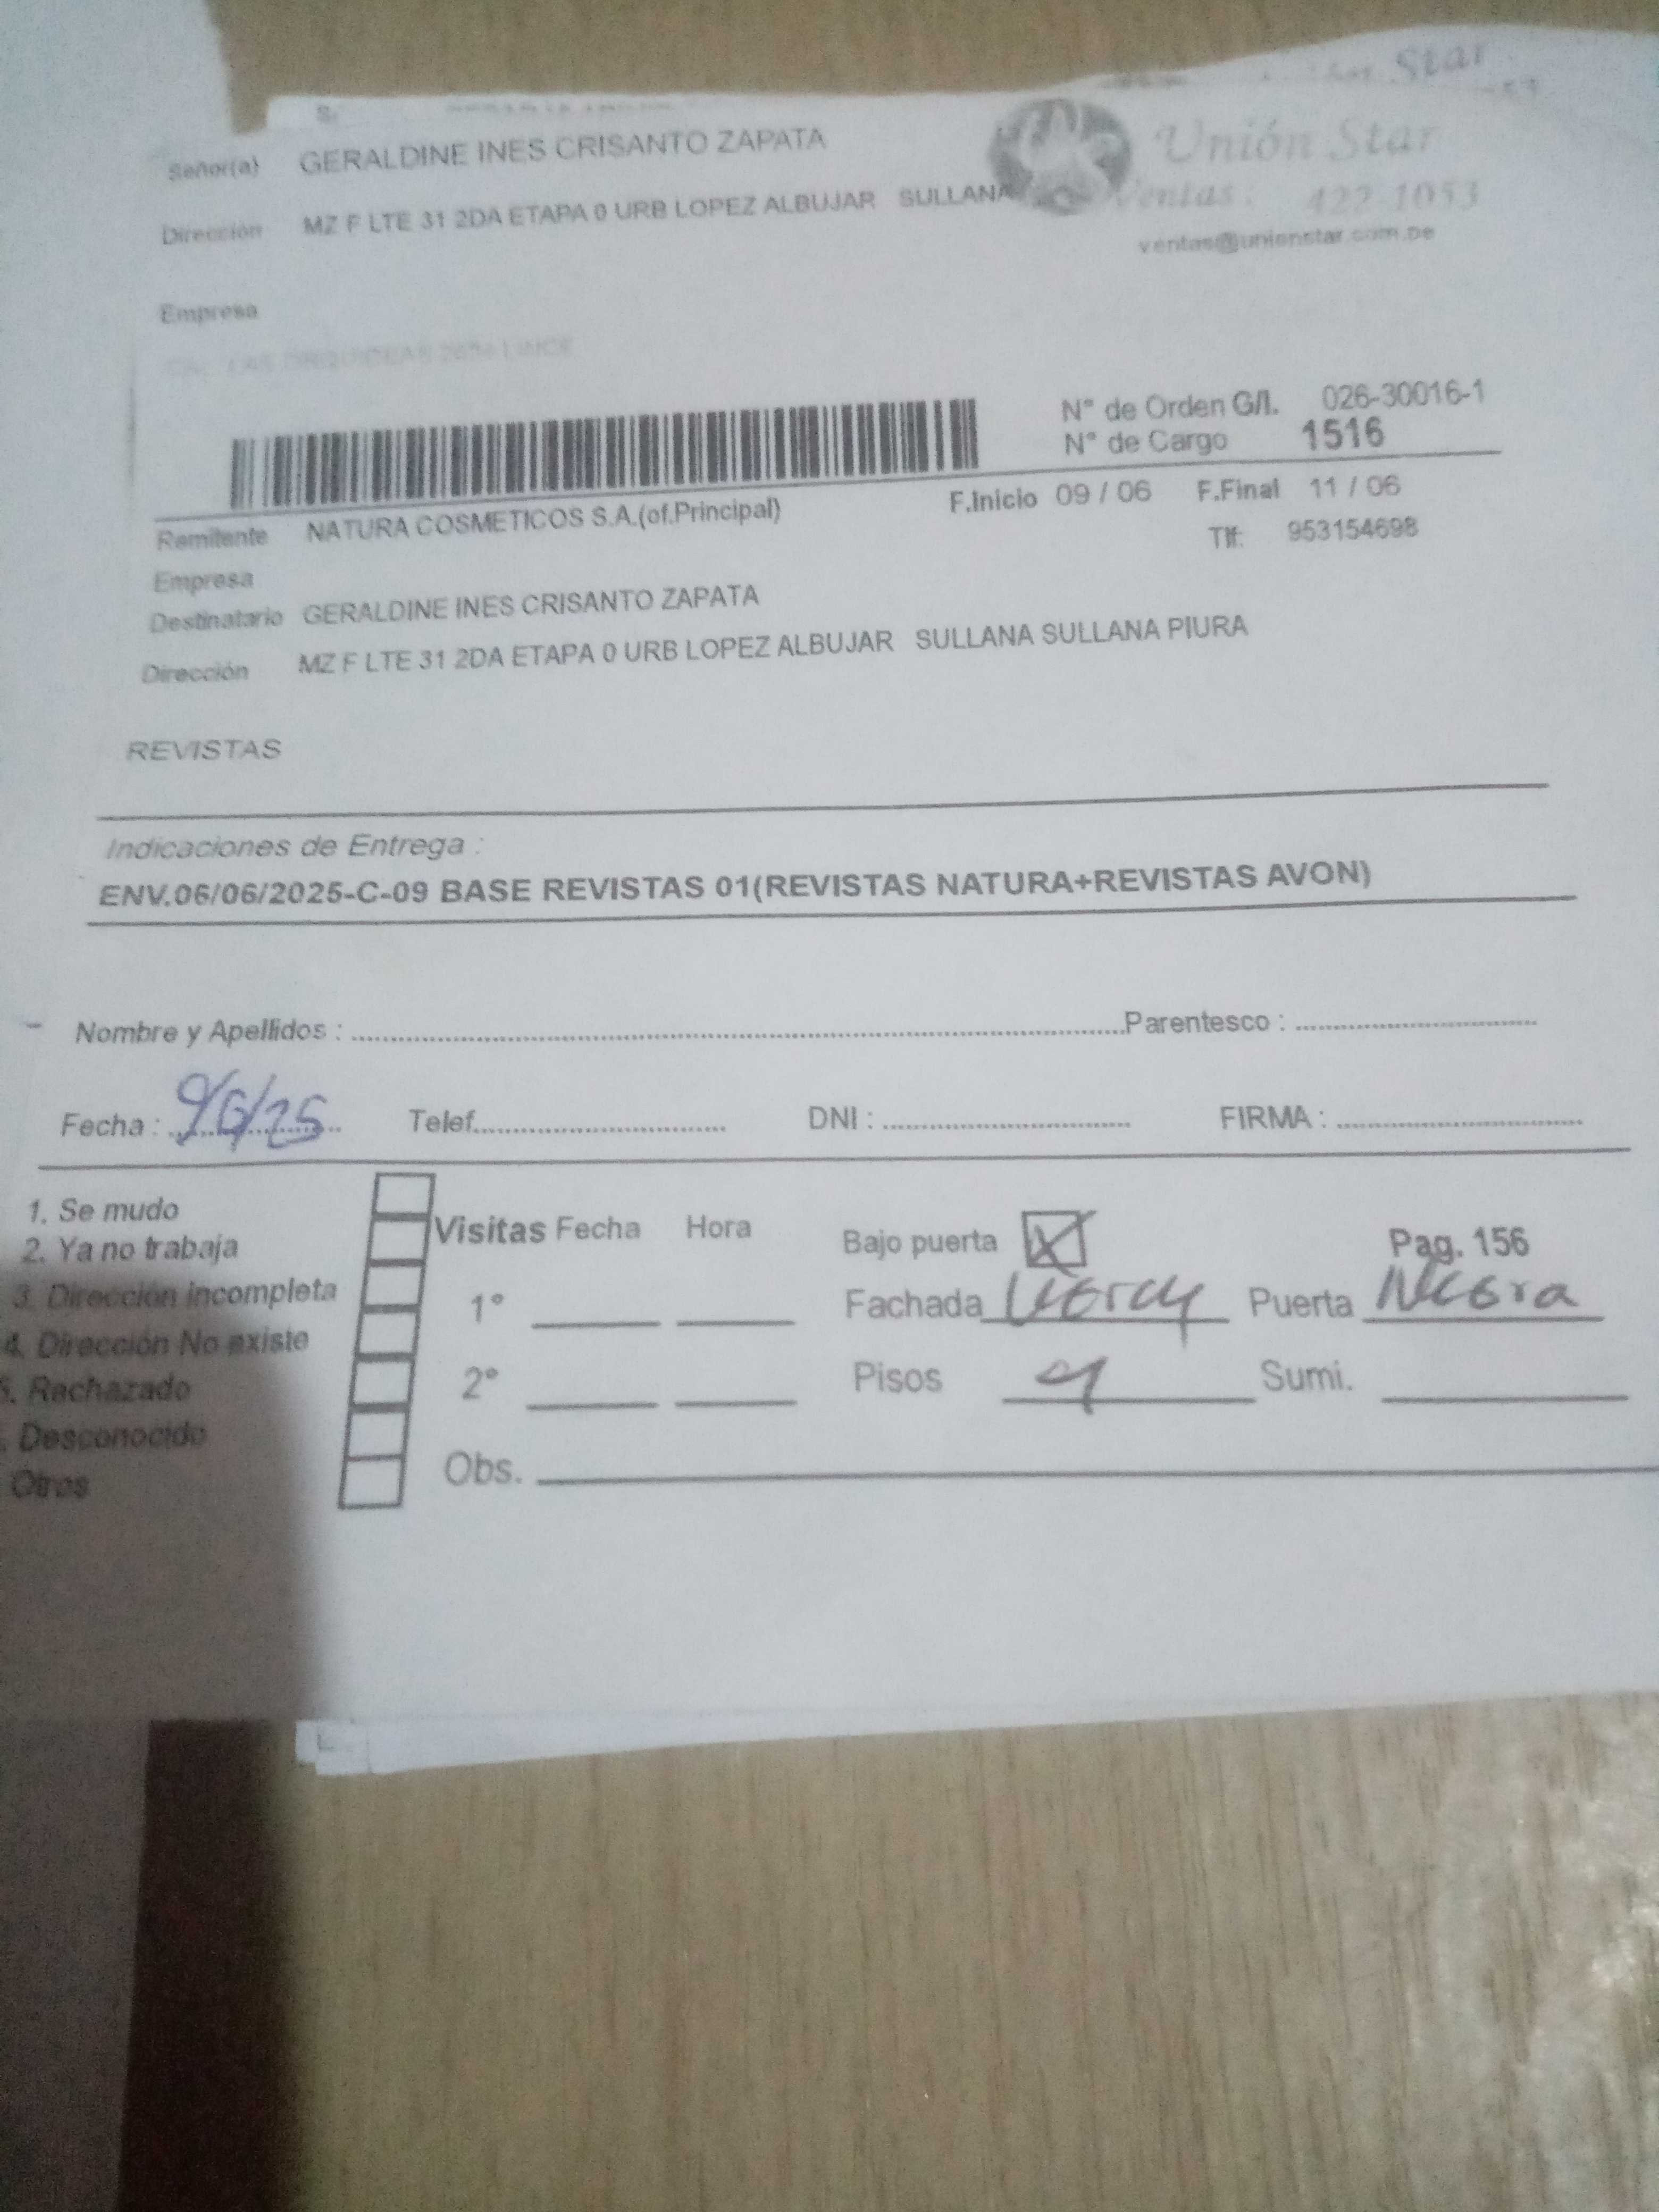 Star
Señor(a) GERALDINE INES CRISANTO ZAPATA
Unión Star
Dirección MZ F LTE 31 2DA ETAPA 0 URB LOPEZ ALBUJAR SULLANA
Ventas: 422-1053
ventas@unionstar.com.pe
Empresa
N° de Orden G/I. 026-30016-1
N° de Cargo 1516
F.Inicio 09 / 06 F.Final 11 / 06
Remitente NATURA COSMETICOS S.A.(of.Principal)
Tlf: 953154698
Empresa
Destinatario GERALDINE INES CRISANTO ZAPATA
Dirección MZ F LTE 31 2DA ETAPA 0 URB LOPEZ ALBUJAR SULLANA SULLANA PIURA
REVISTAS
Indicaciones de Entrega :
ENV.06/06/2025-C-09 BASE REVISTAS 01(REVISTAS NATURA+REVISTAS AVON)
Nombre y Apellidos : Parentesco :
Fecha : 9/6/25 Telef. DNI : FIRMA :
1. Se mudo
2. Ya no trabaja
3. Dirección incompleta
4. Dirección No existe
5. Rechazado
. Desconocido
Otros
Visitas Fecha Hora
1°
2°
Obs.
Bajo puerta X Pag. 156
Fachada Puerta Negra
Pisos Sumi.